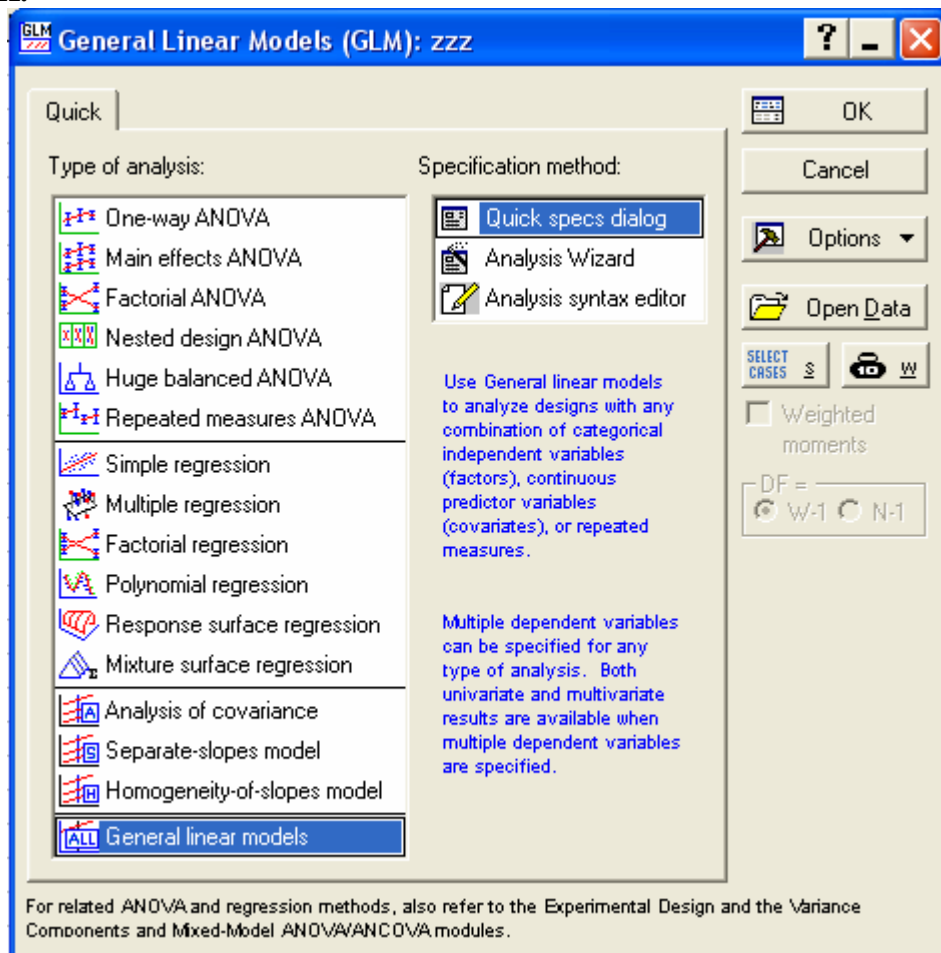 GLM General Linear Models (GLM): zzz
Quick
Type of analysis:
One-way ANOVA
Main effects ANOVA
Factorial ANOVA
Nested design ANOVA
Huge balanced ANOVA
Repeated measures ANOVA
Simple regression
Multiple regression
Factorial regression
Polynomial regression
Response surface regression
Mixture surface regression
Analysis of covariance
Separate-slopes model
Homogeneity-of-slopes model
ALL General linear models
Specification method:
Quick specs dialog
Analysis Wizard
Analysis syntax editor
Use General linear models
to analyze designs with any
combination of categorical
independent variables
(factors), continuous
predictor variables
(covariates), or repeated
measures.
Multiple dependent variables
can be specified for any
type of analysis. Both
univariate and multivariate
results are available when
multiple dependent variables
are specified.
OK
Cancel
Options
Open Data
SELECT
CASES S
W
Weighted
moments
DF =
W-1 N-1
For related ANOVA and regression methods, also refer to the Experimental Design and the Variance
Components and Mixed-Model ANOVA/ANCOVA modules.